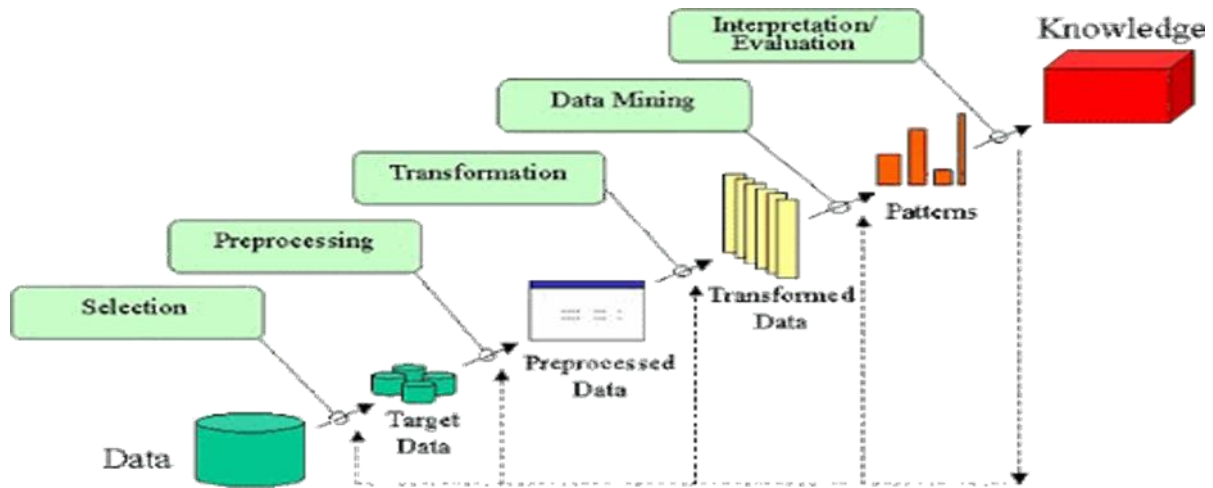 Interpretation/
Evaluation
Knowledge
Data Mining
Transformation
Patterns
Preprocessing
Transformed
Data
Selection
Preprocessed
Data
Target
Data
Data